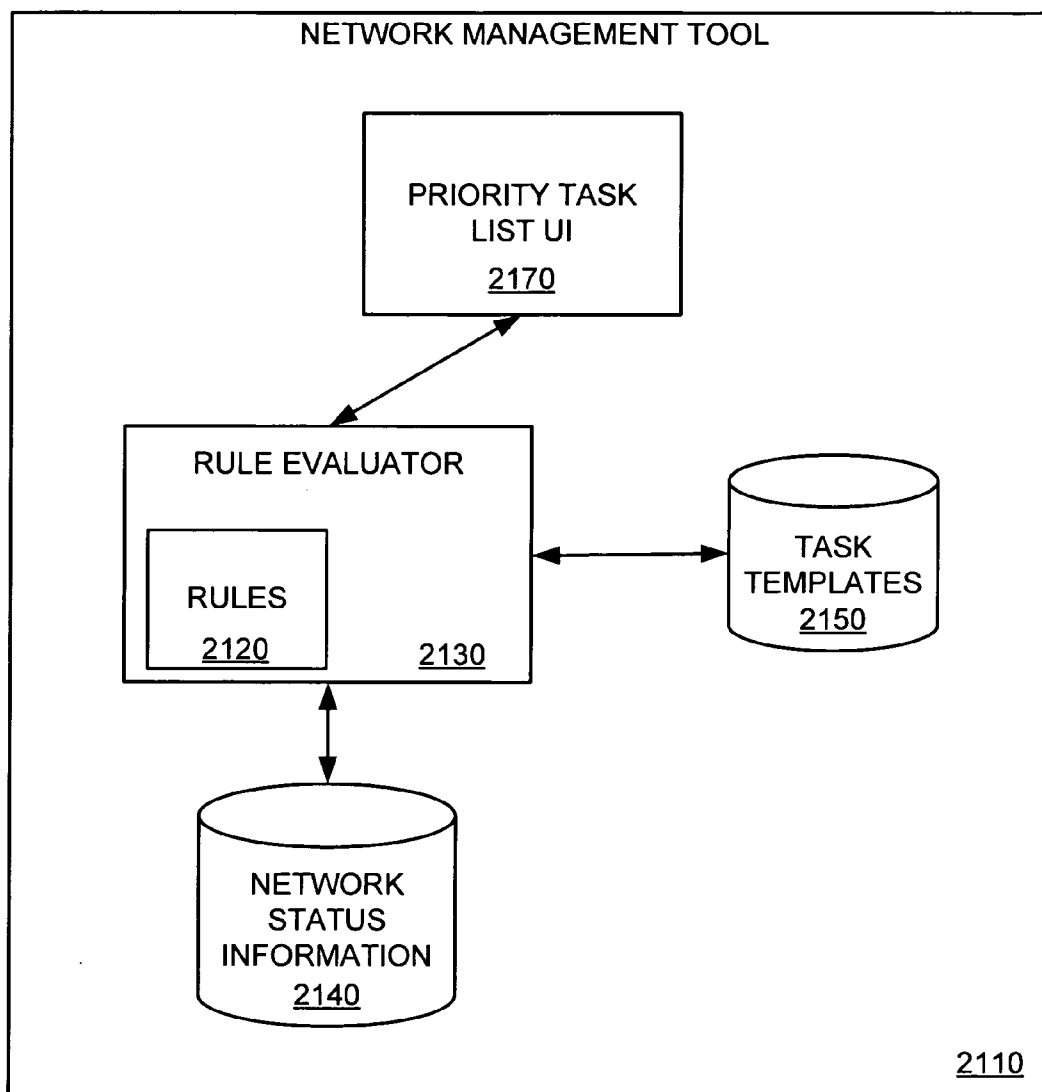 NETWORK MANAGEMENT TOOL
PRIORITY TASK
LIST UI
2170
RULE EVALUATOR
RULES
2120
2130
TASK
TEMPLATES
2150
NETWORK
STATUS
INFORMATION
2140
2110